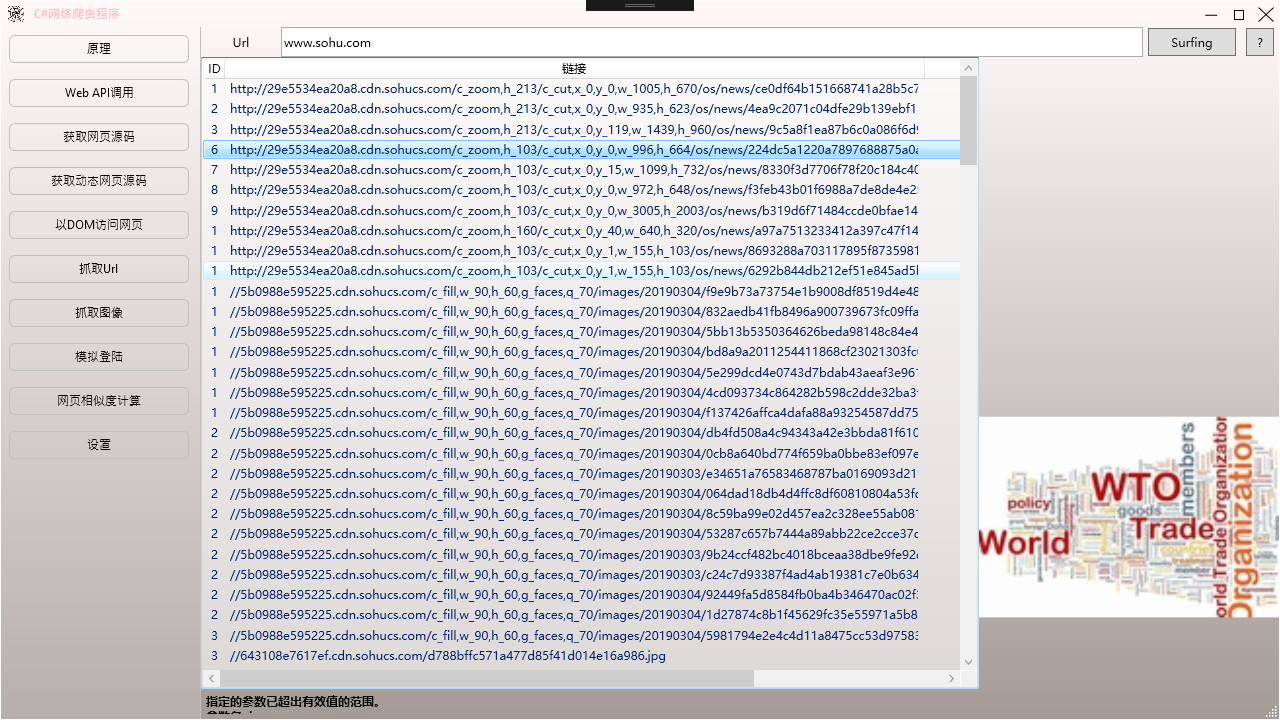 C#网络爬虫程序
原理
Web API调用
获取网页源码
获取动态网页源码
以DOM访问网页
抓取Url
抓取图像
模拟登陆
网页相似度计算
设置
Url www.sohu.com Surfing ?
ID 链接
1 http://29e5534ea20a8.cdn.sohucs.com/c_zoom,h_213/c_cut,x_0,y_0,w_1005,h_670/os/news/ce0df64b151668741a28b5c7
2 http://29e5534ea20a8.cdn.sohucs.com/c_zoom,h_213/c_cut,x_0,y_0,w_935,h_623/os/news/4ea9c2071c04dfe29b139ebf1
3 http://29e5534ea20a8.cdn.sohucs.com/c_zoom,h_213/c_cut,x_0,y_119,w_1439,h_960/os/news/9c5a8f1ea87b6c0a086f6d9
6 http://29e5534ea20a8.cdn.sohucs.com/c_zoom,h_103/c_cut,x_0,y_0,w_996,h_664/os/news/224dc5a1220a7897688875a0a
7 http://29e5534ea20a8.cdn.sohucs.com/c_zoom,h_103/c_cut,x_0,y_15,w_1099,h_732/os/news/8330f3d7706f78f20c184c40
8 http://29e5534ea20a8.cdn.sohucs.com/c_zoom,h_103/c_cut,x_0,y_0,w_972,h_648/os/news/f3feb43b01f6988a7de8de4e2
9 http://29e5534ea20a8.cdn.sohucs.com/c_zoom,h_103/c_cut,x_0,y_0,w_3005,h_2003/os/news/b319d6f71484ccde0bfae14
1 http://29e5534ea20a8.cdn.sohucs.com/c_zoom,h_160/c_cut,x_0,y_40,w_640,h_320/os/news/a97a7513233412a397c47f14
1 http://29e5534ea20a8.cdn.sohucs.com/c_zoom,h_103/c_cut,x_0,y_1,w_155,h_103/os/news/8693288a703117895f8735981
1 http://29e5534ea20a8.cdn.sohucs.com/c_zoom,h_103/c_cut,x_0,y_1,w_155,h_103/os/news/6292b844db212ef51e845ad5
1 //5b0988e595225.cdn.sohucs.com/c_fill,w_90,h_60,g_faces,q_70/images/20190304/f9e9b73a73754e1b9008df8519d4e48
1 //5b0988e595225.cdn.sohucs.com/c_fill,w_90,h_60,g_faces,q_70/images/20190304/832aedb41fb8496a900739673fc09ffa
1 //5b0988e595225.cdn.sohucs.com/c_fill,w_90,h_60,g_faces,q_70/images/20190304/5bb13b5350364626beda98148c84e4
1 //5b0988e595225.cdn.sohucs.com/c_fill,w_90,h_60,g_faces,q_70/images/20190304/bd8a9a2011254411868cf23021303fc
1 //5b0988e595225.cdn.sohucs.com/c_fill,w_90,h_60,g_faces,q_70/images/20190304/5e299dcd4e0743d7bdab43aeaf3e967
1 //5b0988e595225.cdn.sohucs.com/c_fill,w_90,h_60,g_faces,q_70/images/20190304/4cd093734c864282b598c2dde32ba3
1 //5b0988e595225.cdn.sohucs.com/c_fill,w_90,h_60,g_faces,q_70/images/20190304/f137426affca4dafa88a93254587dd75
2 //5b0988e595225.cdn.sohucs.com/c_fill,w_90,h_60,g_faces,q_70/images/20190304/db4fd508a4c94343a42e3bbda81f610
2 //5b0988e595225.cdn.sohucs.com/c_fill,w_90,h_60,g_faces,q_70/images/20190304/0cb8a640bd774f659ba0bbe83ef097e
2 //5b0988e595225.cdn.sohucs.com/c_fill,w_90,h_60,g_faces,q_70/images/20190303/e34651a76583468787ba0169093d21
2 //5b0988e595225.cdn.sohucs.com/c_fill,w_90,h_60,g_faces,q_70/images/20190304/064dad18db4d4ffc8df60810804a53fc
2 //5b0988e595225.cdn.sohucs.com/c_fill,w_90,h_60,g_faces,q_70/images/20190304/8c59ba99e02d457ea2c328ee55ab08
2 //5b0988e595225.cdn.sohucs.com/c_fill,w_90,h_60,g_faces,q_70/images/20190304/53287c657b7444a89abb22ce2cce37c
2 //5b0988e595225.cdn.sohucs.com/c_fill,w_90,h_60,g_faces,q_70/images/20190303/9b24ccf482bc4018bceaa38dbe9fe92
2 //5b0988e595225.cdn.sohucs.com/c_fill,w_90,h_60,g_faces,q_70/images/20190303/c24c7d93387f4ad4ab19381c7e0b634
2 //5b0988e595225.cdn.sohucs.com/c_fill,w_90,h_60,g_faces,q_70/images/20190304/92449fa5d8584fb0ba4b346470ac02f
2 //5b0988e595225.cdn.sohucs.com/c_fill,w_90,h_60,g_faces,q_70/images/20190304/1d27874c8b1f45629fc35e55971a5b8
3 //5b0988e595225.cdn.sohucs.com/c_fill,w_90,h_60,g_faces,q_70/images/20190304/5981794e2e4c4d11a8475cc53d97583
3 //643108e7617ef.cdn.sohucs.com/d788bffc571a477d85f41d014e16a986.jpg
指定的参数已超出有效值的范围。
WTO
members
policy
goods
Trade
World
countries
World Trade Organization
Organization